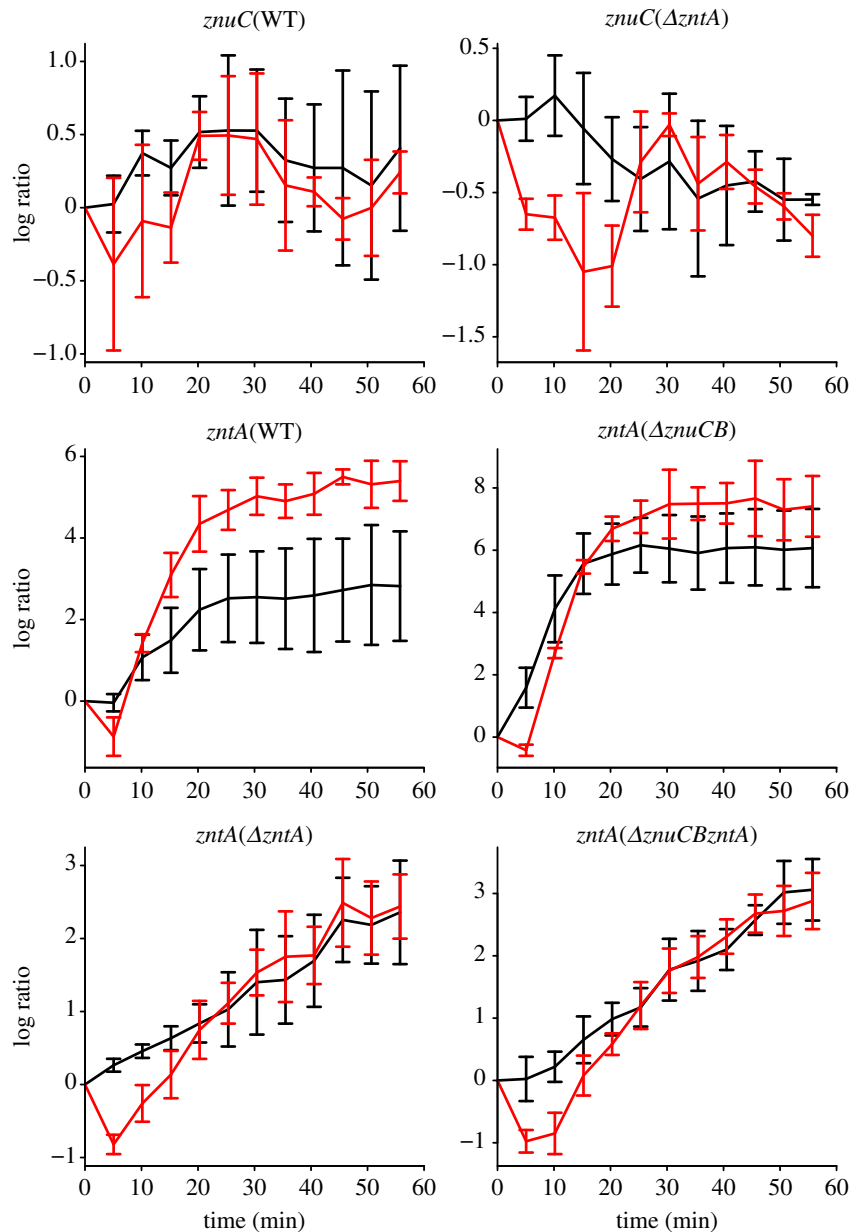 znuC(WT)
1.0
0.5
0
−0.5
−1.0
log ratio
0 10 20 30 40 50 60
znuC(ΔzntA)
0.5
0
−0.5
−1.0
−1.5
0 10 20 30 40 50 60
zntA(WT)
6
4
2
0
log ratio
0 10 20 30 40 50 60
zntA(ΔznuCB)
8
6
4
2
0
0 10 20 30 40 50 60
zntA(ΔzntA)
3
2
1
0
−1
log ratio
0 10 20 30 40 50 60
time (min)
zntA(ΔznuCBzntA)
3
2
1
0
−1
0 10 20 30 40 50 60
time (min)